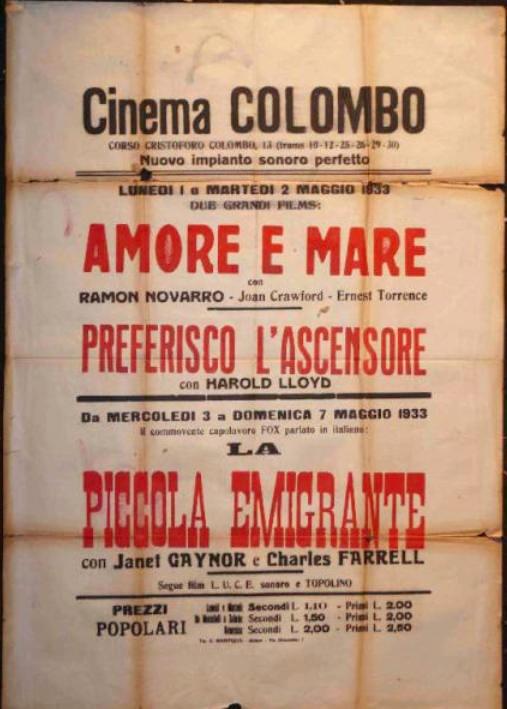 Cinema COLOMBO
CORSO CRISTOFORO COLOMBO, 13 (trams 10-12-25-26-29-30)
Nuovo impianto sonoro perfetto
LUNEDI 1 e MARTEDI 2 MAGGIO 1933
DUE GRANDI FILMS:
AMORE E MARE
con
RAMON NOVARRO - Joan Crawford - Ernest Torrence
PREFERISCO L'ASCENSORE
con HAROLD LLOYD
Da MERCOLEDI 3 a DOMENICA 7 MAGGIO 1933
Il commovente capolavoro FOX parlato in italiano:
LA
PICCOLA EMIGRANTE
con Janet GAYNOR e Charles FARRELL
Segue film L. U. C. E. sonoro e TOPOLINO
PREZZI POPOLARI
Secondi L. 1.10 - Primi L. 2.00
Secondi L. 1,50 - Primi L. 2,00
Secondi L. 2,00 - Primi L. 2,50